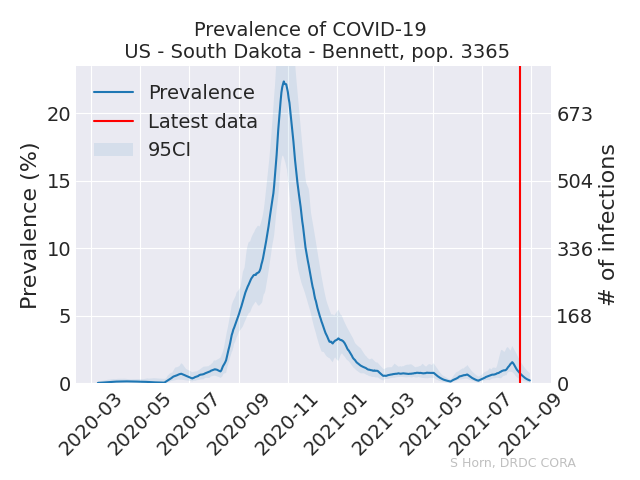 Prevalence of COVID-19
US - South Dakota - Bennett, pop. 3365
Prevalence
Latest data
95CI
Prevalence (%)
20
15
10
5
0
# of infections
673
504
336
168
0
2020-03
2020-05
2020-07
2020-09
2020-11
2021-01
2021-03
2021-05
2021-07
2021-09
S Horn, DRDC CORA